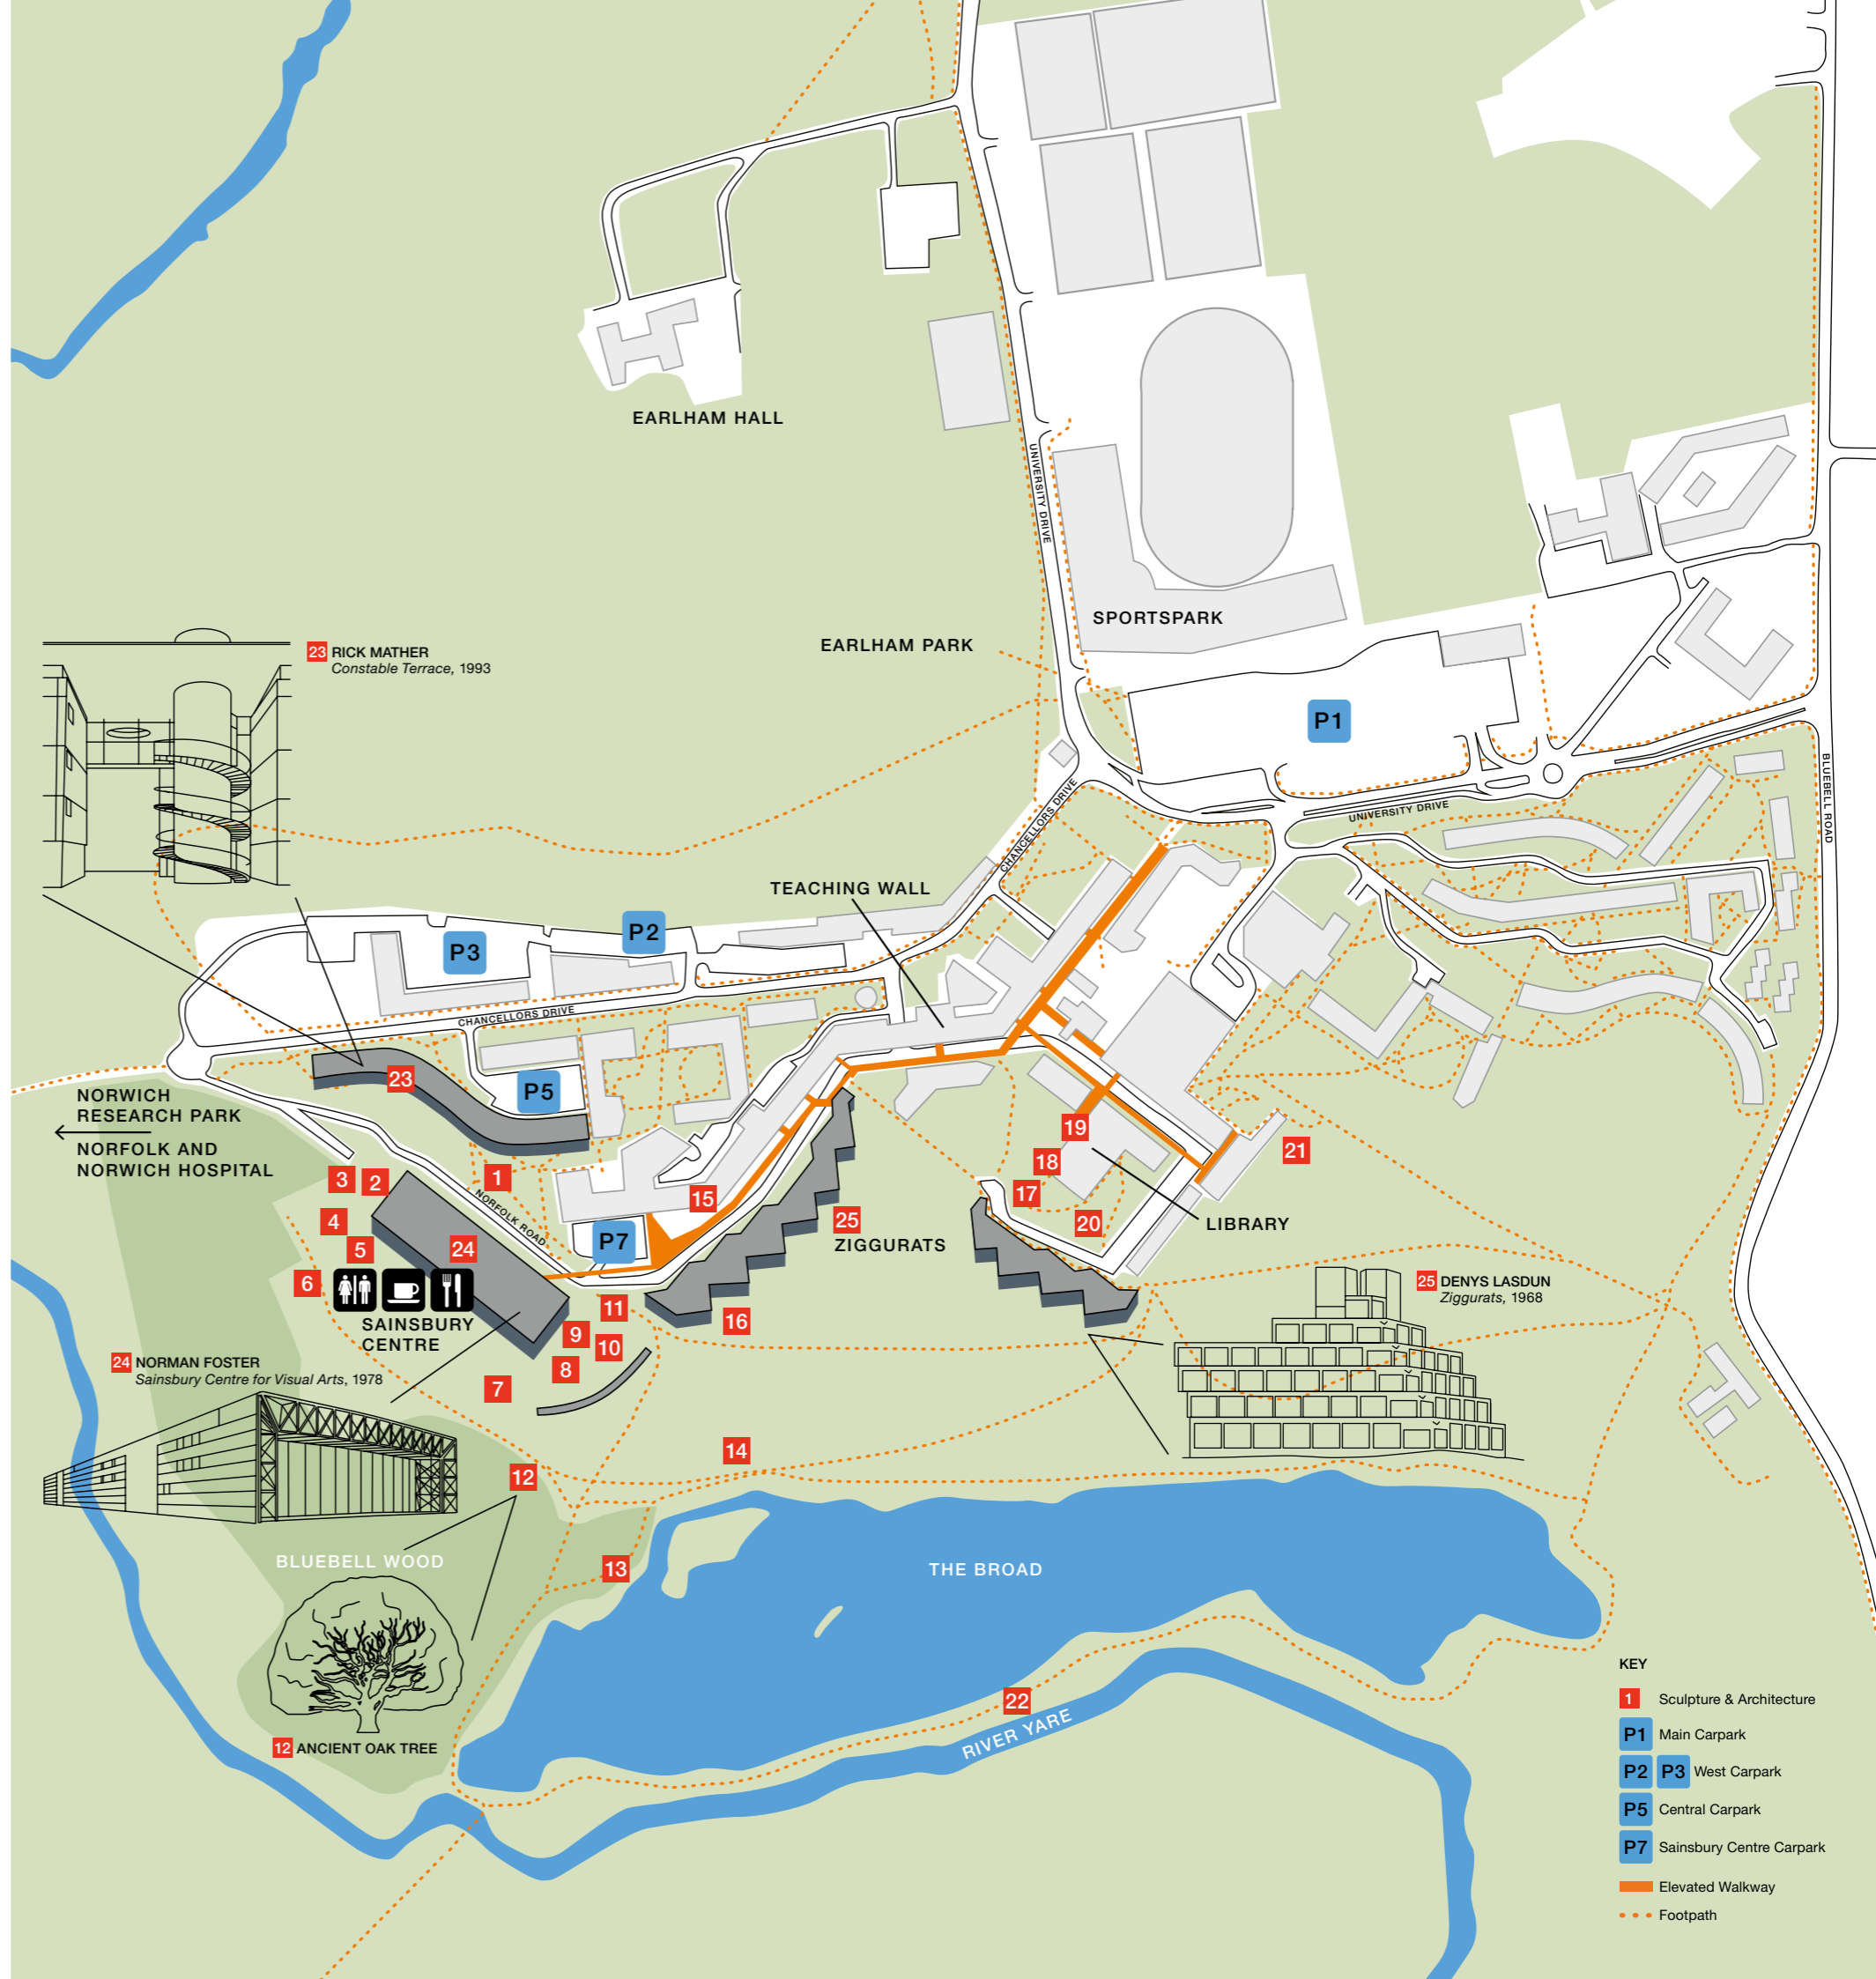 EARLHAM HALL
UNIVERSITY DRIVE
SPORTSPARK
EARLHAM PARK
23 RICK MATHER
Constable Terrace, 1993
P1
BLUEBELL ROAD
UNIVERSITY DRIVE
CHANCELLORS DRIVE
TEACHING WALL
P2
P3
CHANCELLORS DRIVE
23
P5
NORWICH
RESEARCH PARK
NORFOLK AND
NORWICH HOSPITAL
19
21
18
3
2
1
15
17
NORFOLK ROAD
4
25
ZIGGURATS
20
LIBRARY
5
24
P7
6
SAINSBURY
CENTRE
25 DENYS LASDUN
Ziggurats, 1968
11
16
9
10
8
7
24 NORMAN FOSTER
Sainsbury Centre for Visual Arts, 1978
14
12
BLUEBELL WOOD
13
THE BROAD
22
RIVER YARE
12 ANCIENT OAK TREE
KEY
1 Sculpture & Architecture
P1 Main Carpark
P2 P3 West Carpark
P5 Central Carpark
P7 Sainsbury Centre Carpark
Elevated Walkway
Footpath